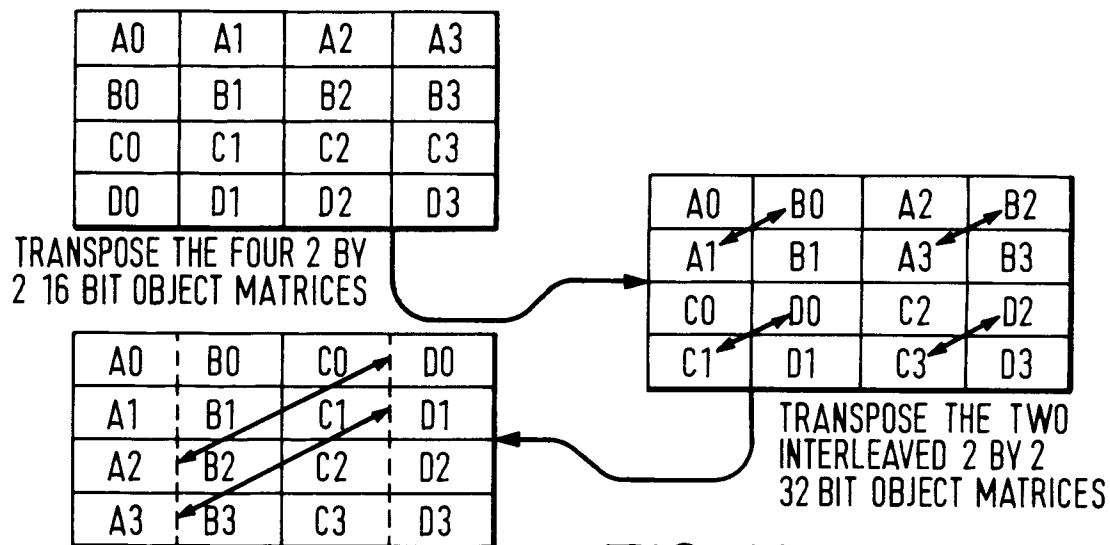 A0 A1 A2 A3
B0 B1 B2 B3
C0 C1 C2 C3
D0 D1 D2 D3
TRANSPOSE THE FOUR 2 BY
2 16 BIT OBJECT MATRICES
A0 B0 A2 B2
A1 B1 A3 B3
C0 D0 C2 D2
C1 D1 C3 D3
TRANSPOSE THE TWO
INTERLEAVED 2 BY 2
32 BIT OBJECT MATRICES
A0 B0 C0 D0
A1 B1 C1 D1
A2 B2 C2 D2
A3 B3 C3 D3